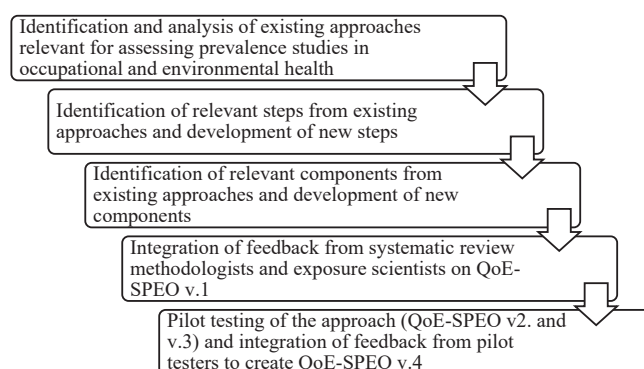 Identification and analysis of existing approaches
relevant for assessing prevalence studies in
occupational and environmental health
Identification of relevant steps from existing
approaches and development of new steps
Identification of relevant components from
existing approaches and development of new
components
Integration of feedback from systematic review
methodologists and exposure scientists on QoE-
SPEO v.1
Pilot testing of the approach (QoE-SPEO v2. and
v.3) and integration of feedback from pilot
testers to create QoE-SPEO v.4